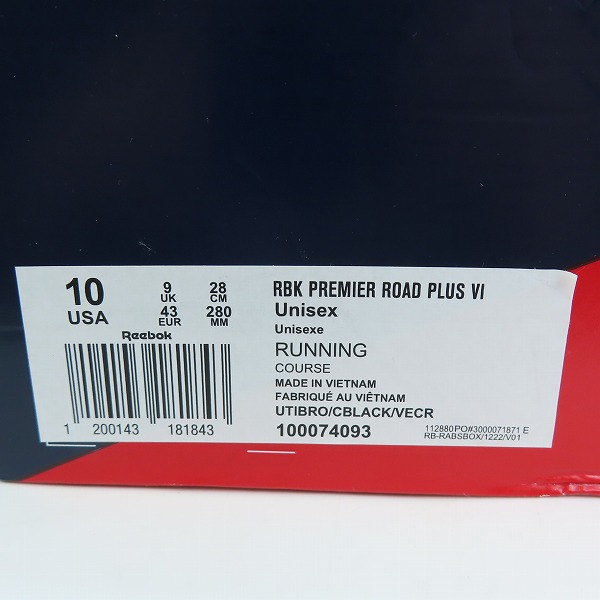 10 USA
9 UK
43 EUR
28 CM
280 MM
Reebok
1 200143 181843
RBK PREMIER ROAD PLUS VI
Unisex
Unisexe
RUNNING
COURSE
MADE IN VIETNAM
FABRIQUÉ AU VIÊTNAM
UTIBRO/CBLACK/VECR
100074093
112880PO#3000071871 E
RB-RABSBOX/1222/V01